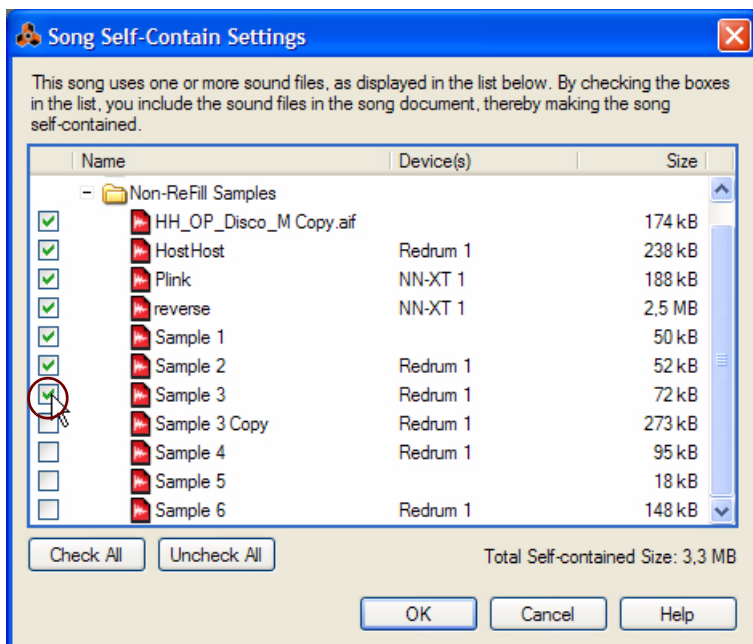 Song Self-Contain Settings
This song uses one or more sound files, as displayed in the list below. By checking the boxes
in the list, you include the sound files in the song document, thereby making the song
self-contained.
Name Device(s) Size
Non-ReFill Samples
HH_OP_Disco_M Copy.aif 174 kB
HostHost Redrum 1 238 kB
Plink NN-XT 1 188 kB
reverse NN-XT 1 2,5 MB
Sample 1 50 kB
Sample 2 Redrum 1 52 kB
Sample 3 Redrum 1 72 kB
Sample 3 Copy Redrum 1 273 kB
Sample 4 Redrum 1 95 kB
Sample 5 18 kB
Sample 6 Redrum 1 148 kB
Check All Uncheck All Total Self-contained Size: 3,3 MB
OK Cancel Help